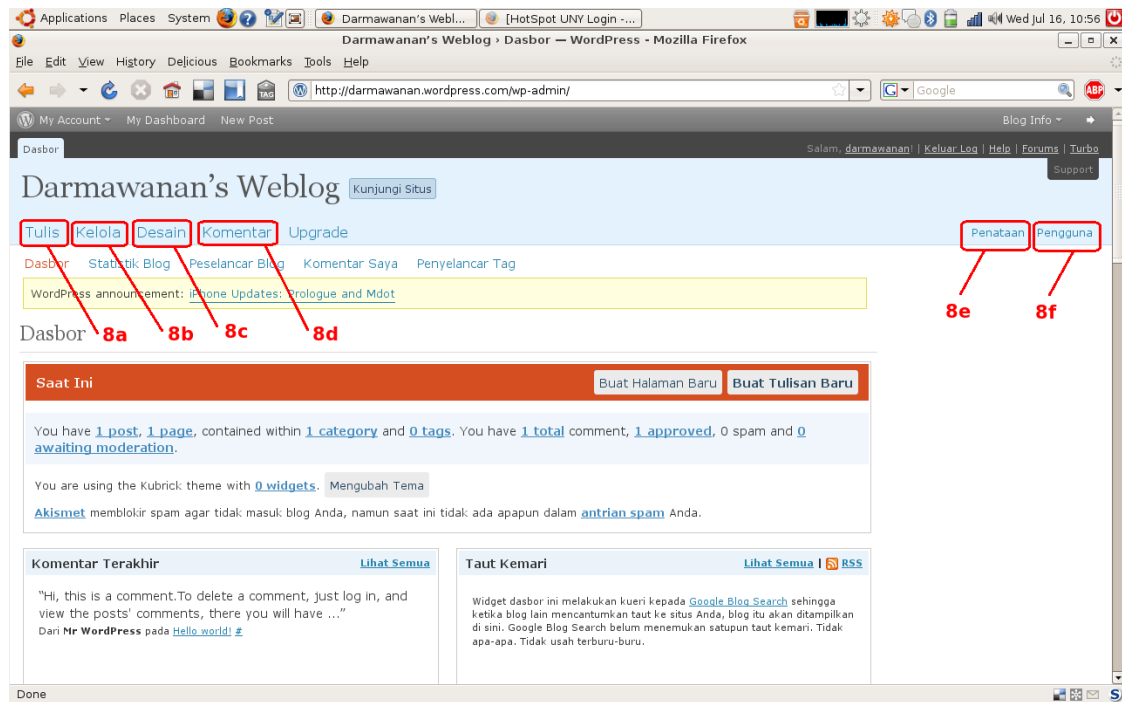 Applications Places System Darmawanan's Webl... [HotSpot UNY Login -... Wed Jul 16, 10:56
Darmawanan's Weblog › Dasbor — WordPress - Mozilla Firefox
File Edit View History Delicious Bookmarks Tools Help
TAG http://darmawanan.wordpress.com/wp-admin/ G Google ABP
My Account My Dashboard New Post Blog Info
Dasbor Salam, darmawanan! | Keluar Log | Help | Forums | Turbo
Support
Darmawanan's Weblog Kunjungi Situs
Tulis Kelola Desain Komentar Upgrade Penataan Pengguna
Dasbor Statistik Blog Peselancar Blog Komentar Saya Penyelancar Tag
WordPress announcement: iPhone Updates: Prologue and Mdot
8e 8f
Dasbor 8a 8b 8c 8d
Saat Ini Buat Halaman Baru Buat Tulisan Baru
You have 1 post, 1 page, contained within 1 category and 0 tags. You have 1 total comment, 1 approved, 0 spam and 0
awaiting moderation.
You are using the Kubrick theme with 0 widgets. Mengubah Tema
Akismet memblokir spam agar tidak masuk blog Anda, namun saat ini tidak ada apapun dalam antrian spam Anda.
Komentar Terakhir Lihat Semua
"Hi, this is a comment.To delete a comment, just log in, and
view the posts' comments, there you will have ..."
Dari Mr WordPress pada Hello world! #
Taut Kemari Lihat Semua | RSS
Widget dasbor ini melakukan kueri kepada Google Blog Search sehingga
ketika blog lain mencantumkan taut ke situs Anda, blog itu akan ditampilkan
di sini. Google Blog Search belum menemukan satupun taut kemari. Tidak
apa-apa. Tidak usah terburu-buru.
Done S